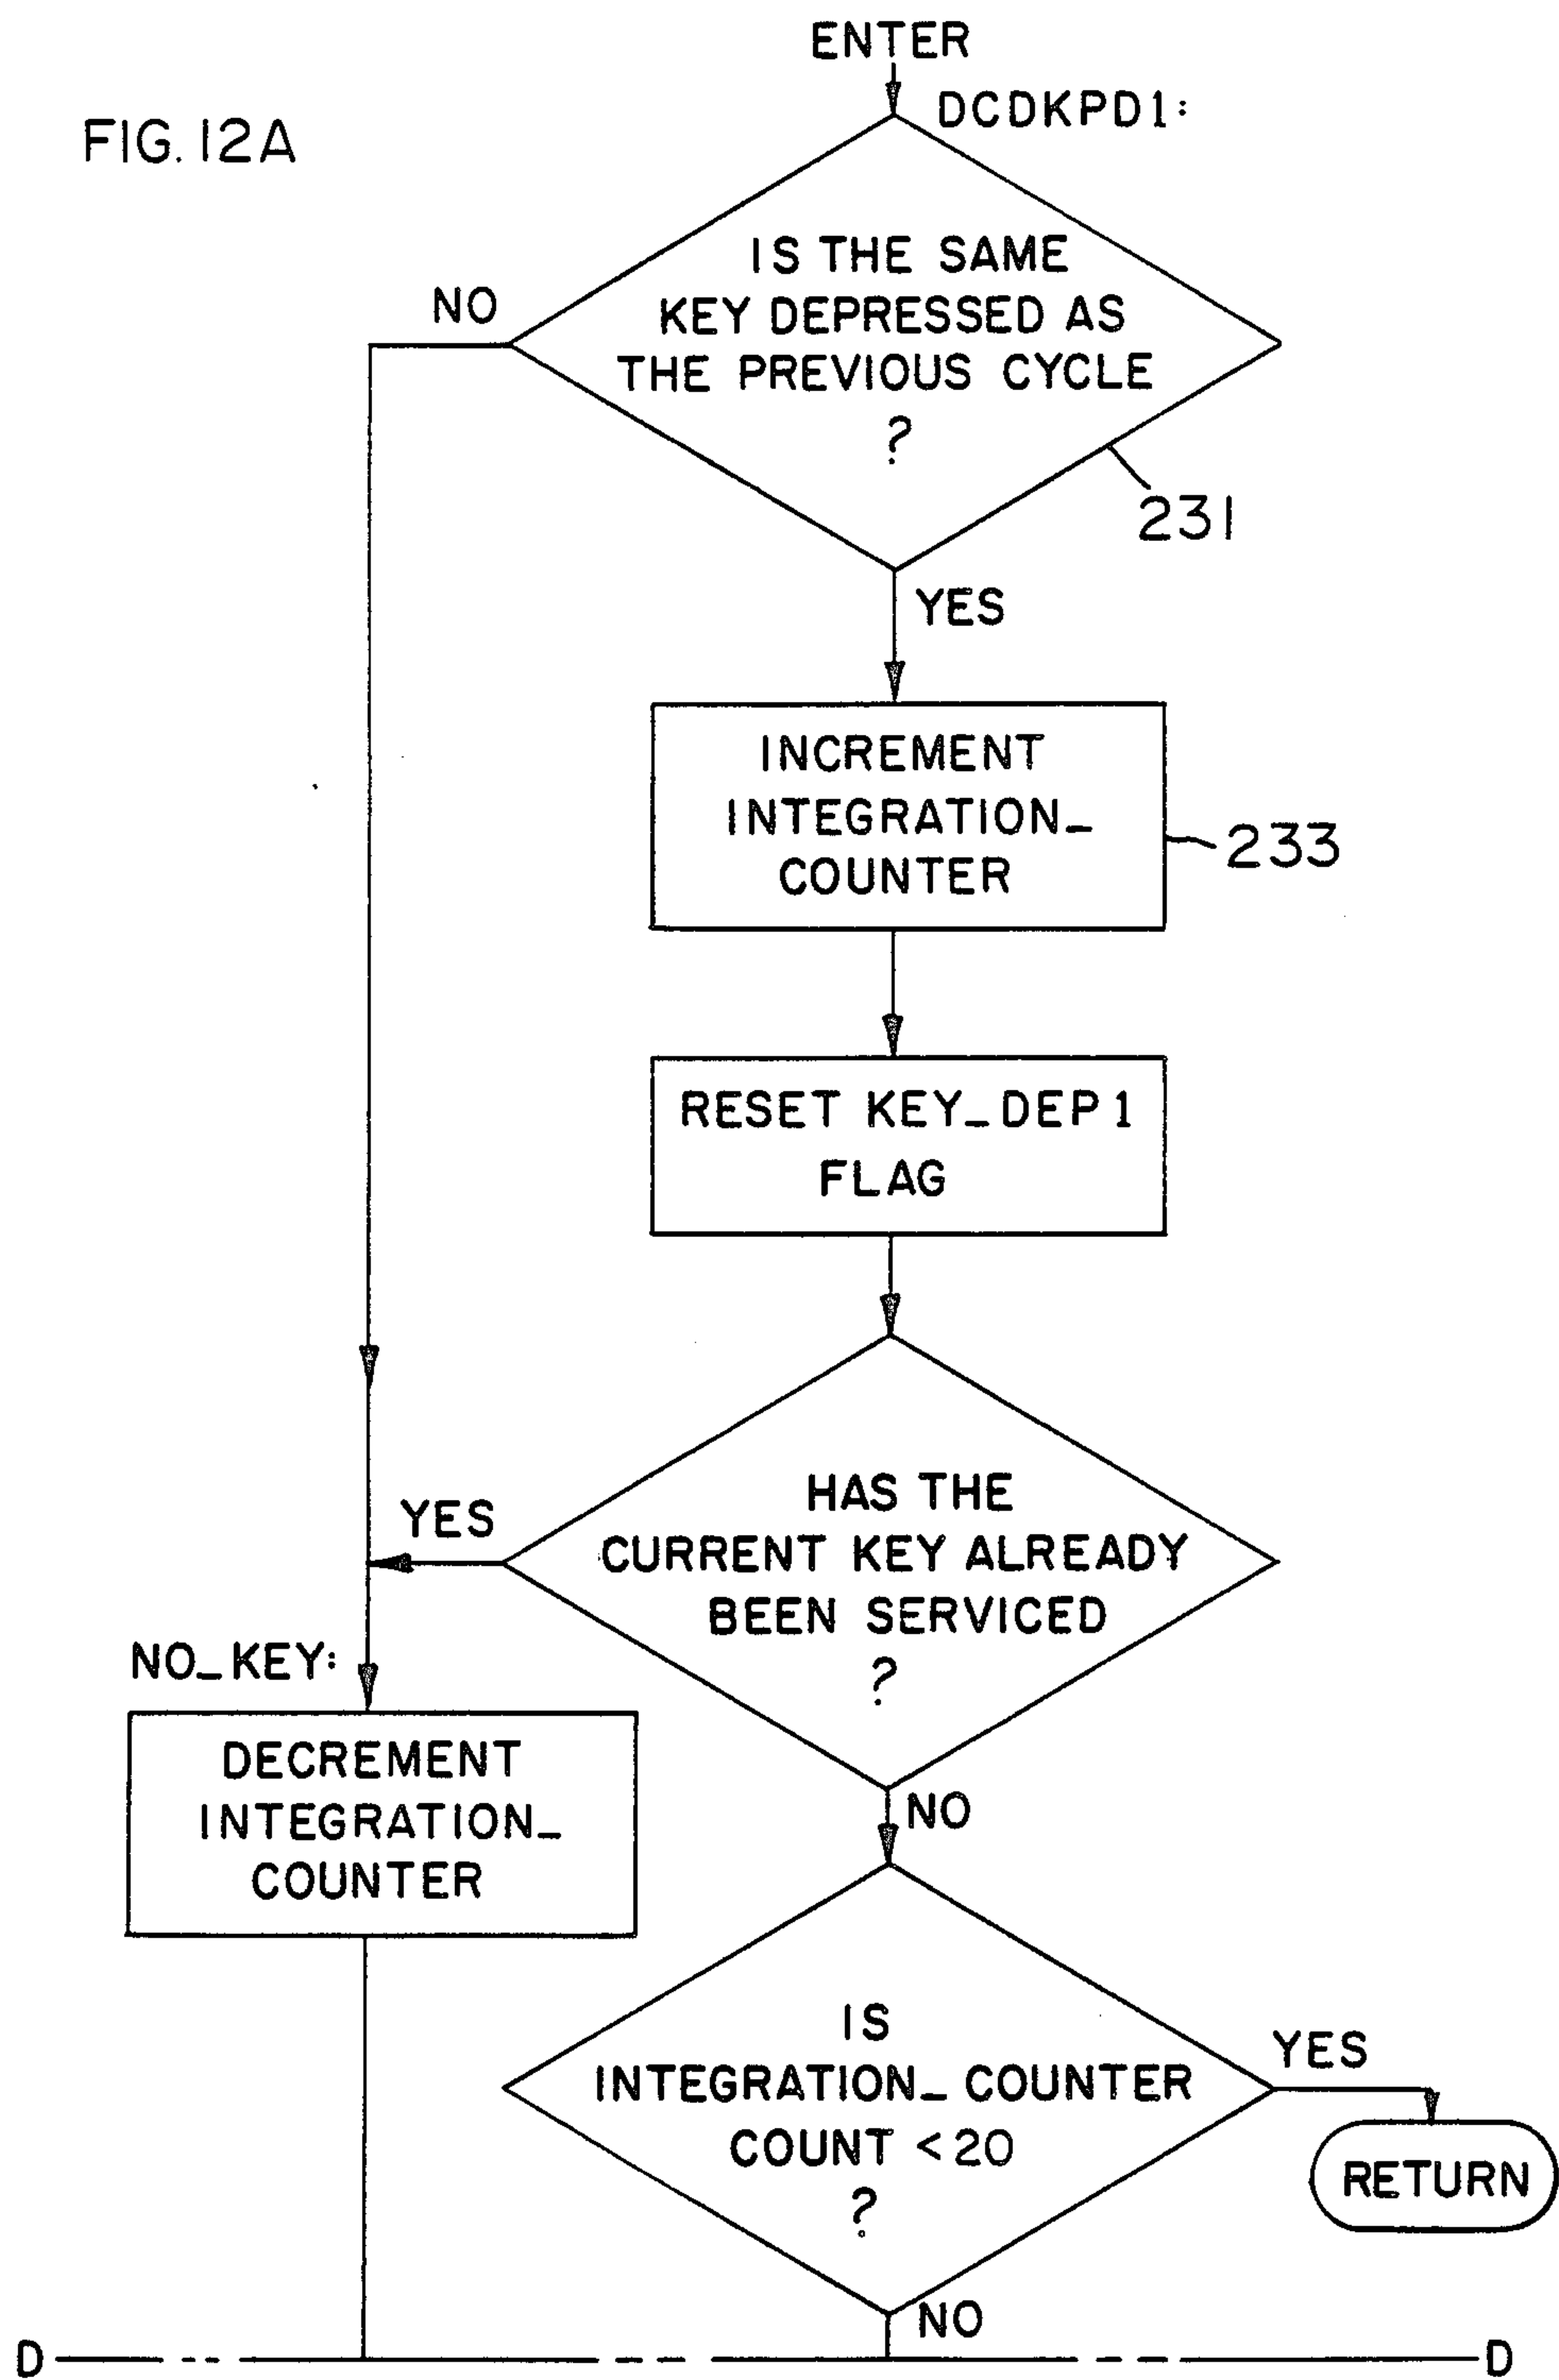 ENTER
DCDKPD1:
FIG. 12A
IS THE SAME
KEY DEPRESSED AS
THE PREVIOUS CYCLE
?
NO
231
YES
INCREMENT
INTEGRATION_
COUNTER
233
RESET KEY_DEP1
FLAG
HAS THE
CURRENT KEY ALREADY
BEEN SERVICED
?
YES
NO_KEY:
DECREMENT
INTEGRATION_
COUNTER
NO
IS
INTEGRATION_ COUNTER
COUNT <20
?
YES
RETURN
NO
D
D